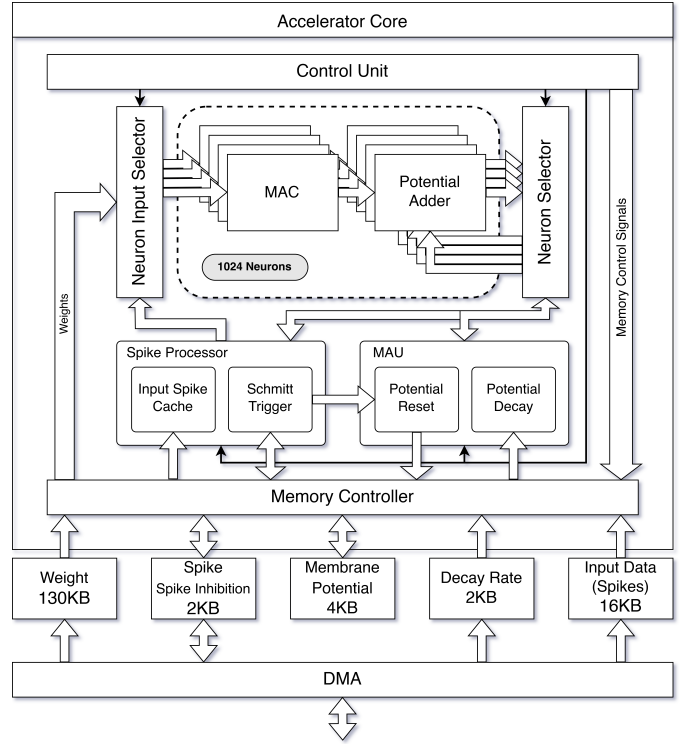 Accelerator Core
Control Unit
Neuron Input Selector
MAC
Potential
Adder
Neuron Selector
1024 Neurons
Weights
Memory Control Signals
Spike Processor
Input Spike
Cache
Schmitt
Trigger
MAU
Potential
Reset
Potential
Decay
Memory Controller
Weight
130KB
Spike
Spike Inhibition
2KB
Membrane
Potential
4KB
Decay Rate
2KB
Input Data
(Spikes)
16KB
DMA